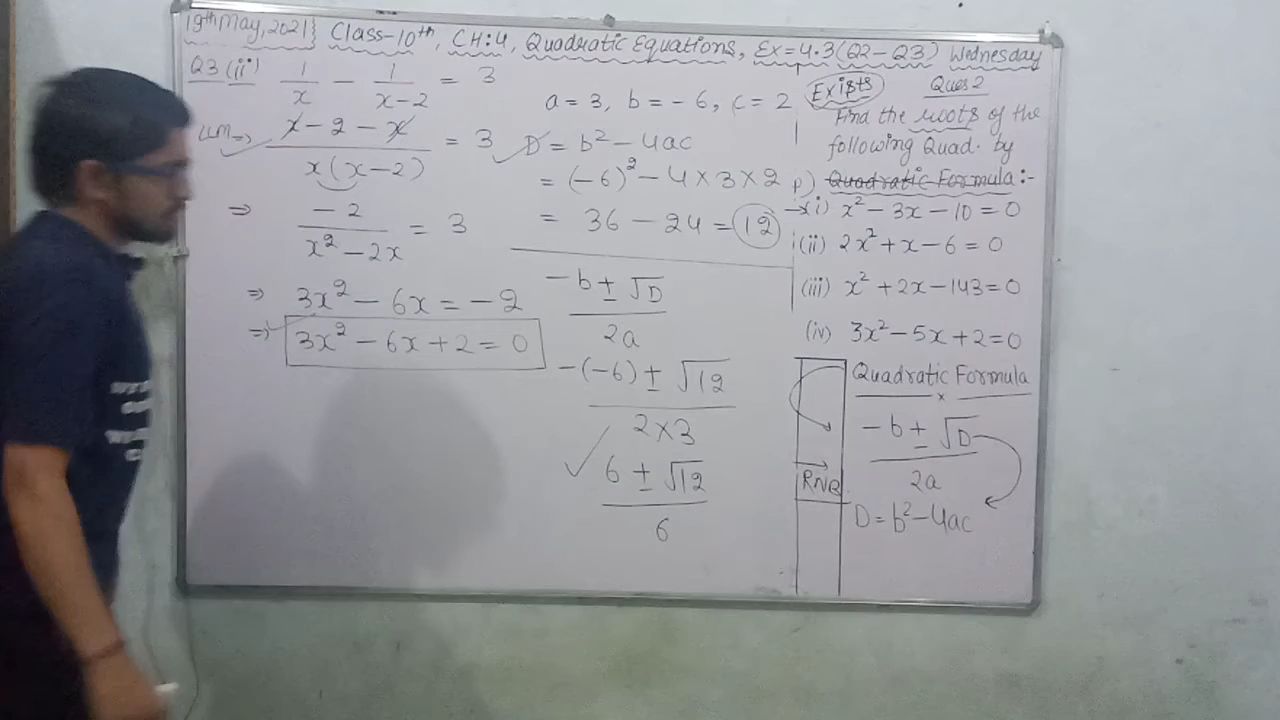 19th May, 2021} Class-10th, CH:4, Quadratic Equations, Ex=4.3(Q2-Q3) Wednesday
Q3(ii) 1/x - 1/(x-2) = 3
LCM ⇒ (x - 2 - x)/(x(x-2)) = 3
⇒ -2/(x² - 2x) = 3
⇒ 3x² - 6x = -2
⇒ 3x² - 6x + 2 = 0
a = 3, b = -6, c = 2
D = b² - 4ac
= (-6)² - 4×3×2
= 36 - 24 = 12
(-b ± √D)/2a
(-(-6) ± √12)/(2×3)
(6 ± √12)/6
Exists
Ques 2
Find the roots of the
following Quad. by
Quadratic Formula:-
(i) x² - 3x - 10 = 0
(ii) 2x² + x - 6 = 0
(iii) x² + 2x - 143 = 0
(iv) 3x² - 5x + 2 = 0
Quadratic Formula
(-b ± √D)/2a
D = b² - 4ac